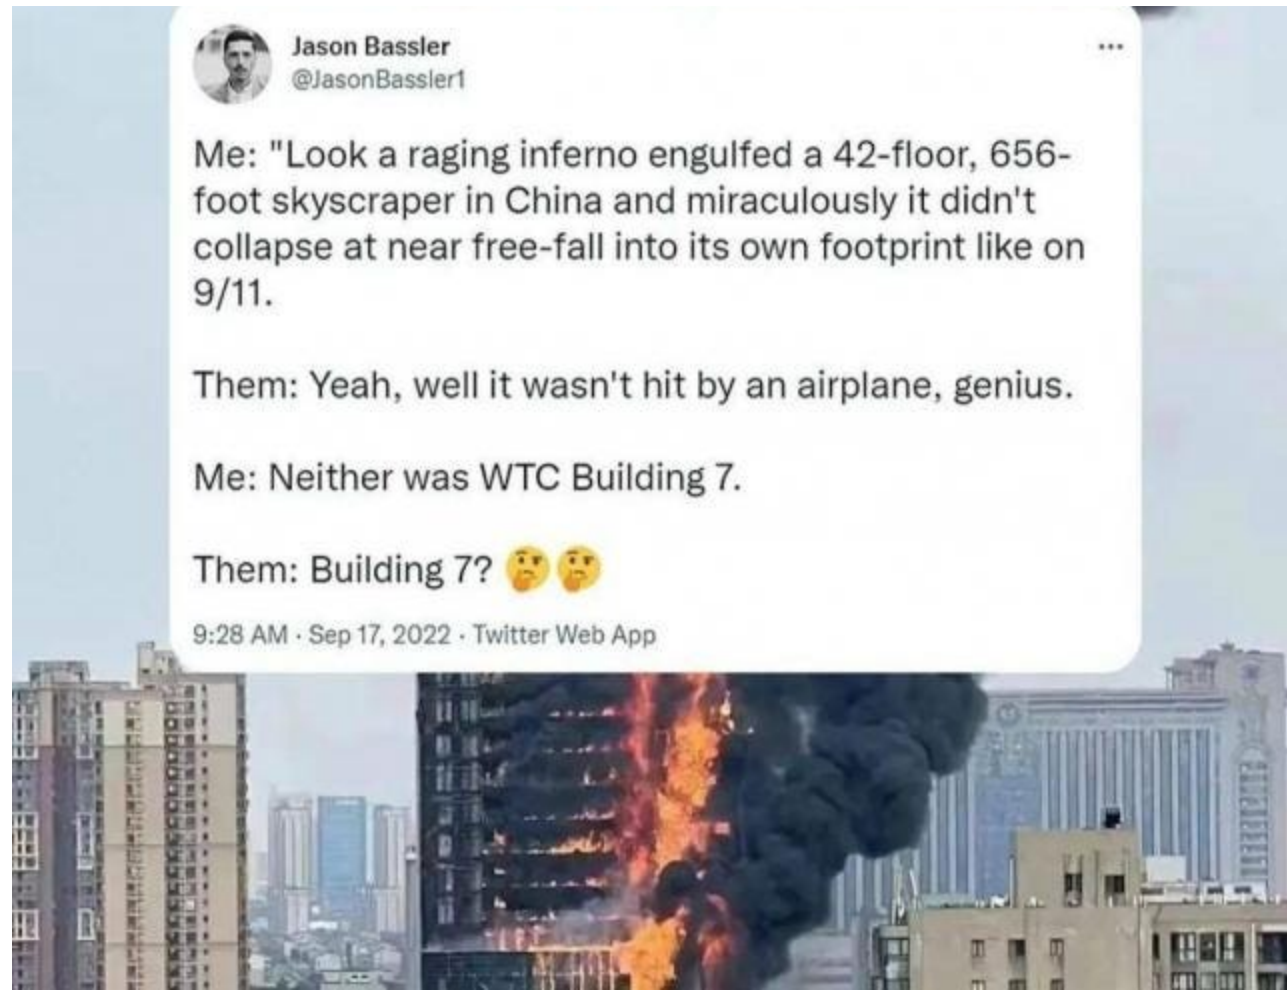 Jason Bassler
@JasonBassler1
Me: "Look a raging inferno engulfed a 42-floor, 656-
foot skyscraper in China and miraculously it didn't
collapse at near free-fall into its own footprint like on
9/11.
Them: Yeah, well it wasn't hit by an airplane, genius.
Me: Neither was WTC Building 7.
Them: Building 7? 🤔🤔
9:28 AM · Sep 17, 2022 · Twitter Web App